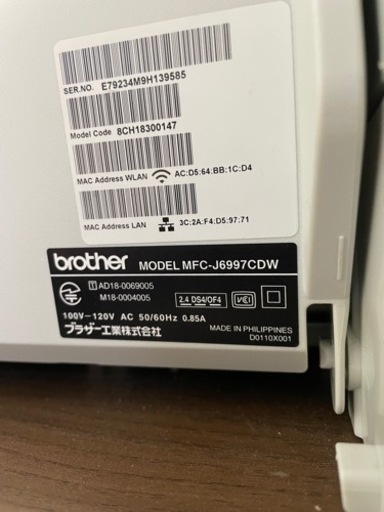 SER.NO. E79234M9H139585
Model Code 8CH18300147
MAC Address WLAN AC:D5:64:BB:1C:D4
MAC Address LAN 3C:2A:F4:D5:97:71
brother MODEL MFC-J6997CDW
T AD18-0069005
M18-0004005
2.4 DS4/OF4
VCI
100V-120V AC 50/60Hz 0.85A
ブラザー工業株式会社
MADE IN PHILIPPINES
D0110X001